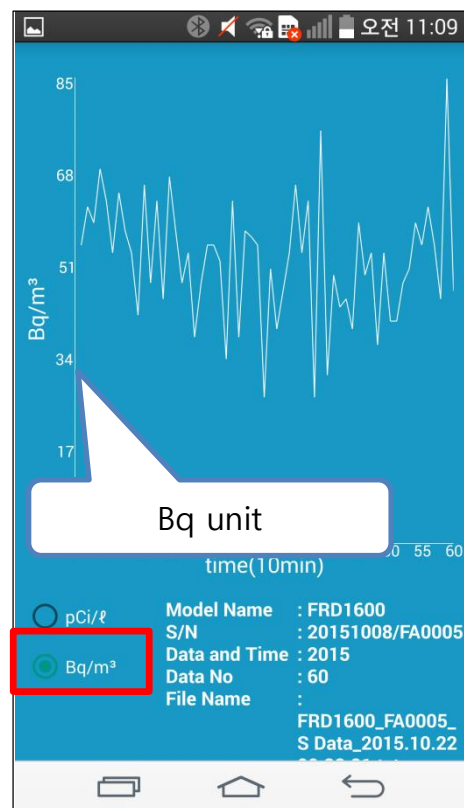 오전 11:09
85
68
51
Bq/m³
34
17
Bq unit
55 60
time(10min)
pCi/ℓ
Bq/m³
Model Name : FRD1600
S/N : 20151008/FA0005
Data and Time : 2015
Data No : 60
File Name :
FRD1600_FA0005_
S Data_2015.10.22